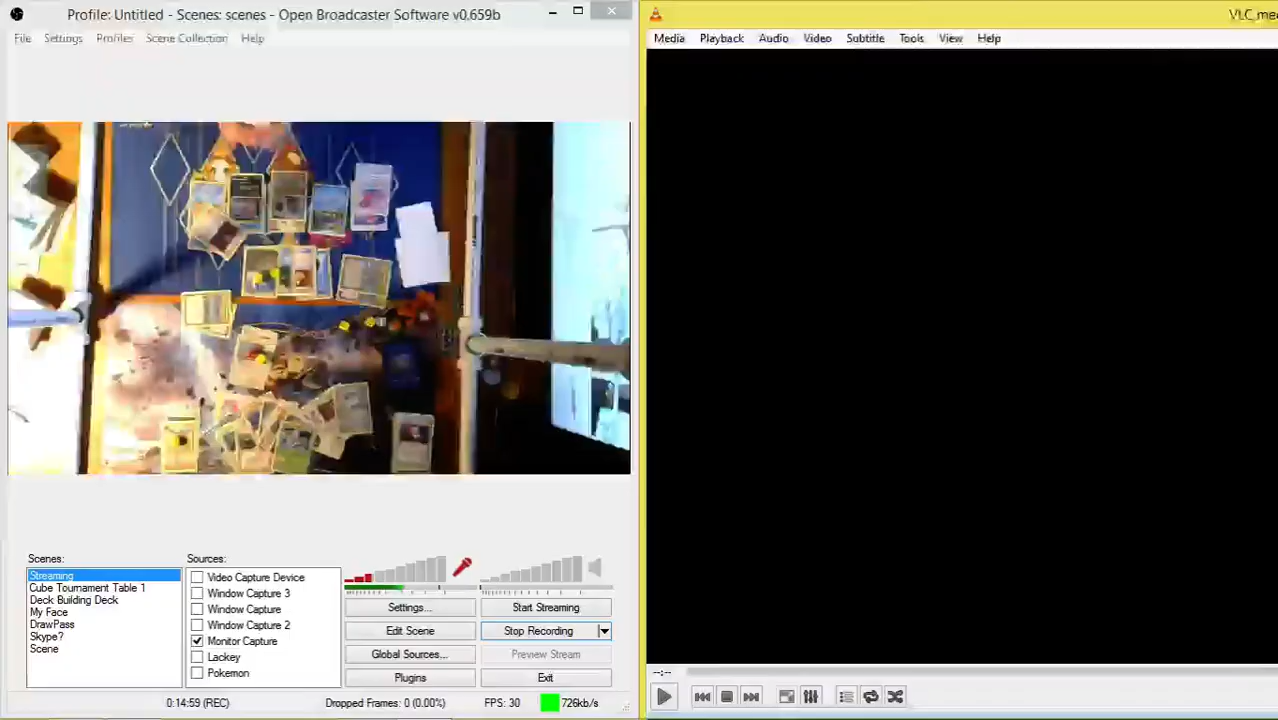 Profile: Untitled - Scenes: scenes - Open Broadcaster Software v0.659b
File Settings Profiles Scene Collection Help
Media Playback Audio Video Subtitle Tools View Help
Scenes:
Streaming
Cube Tournament Table 1
Deck Building Deck
My Face
DrawPass
Skype?
Scene
Sources:
Video Capture Device
Window Capture 3
Window Capture
Window Capture 2
Monitor Capture
Lackey
Pokemon
Settings...
Start Streaming
Edit Scene
Stop Recording
Global Sources...
Preview Stream
Plugins
Exit
0:14:59 (REC)
Dropped Frames: 0 (0.00%)
FPS: 30
726kb/s
--:--